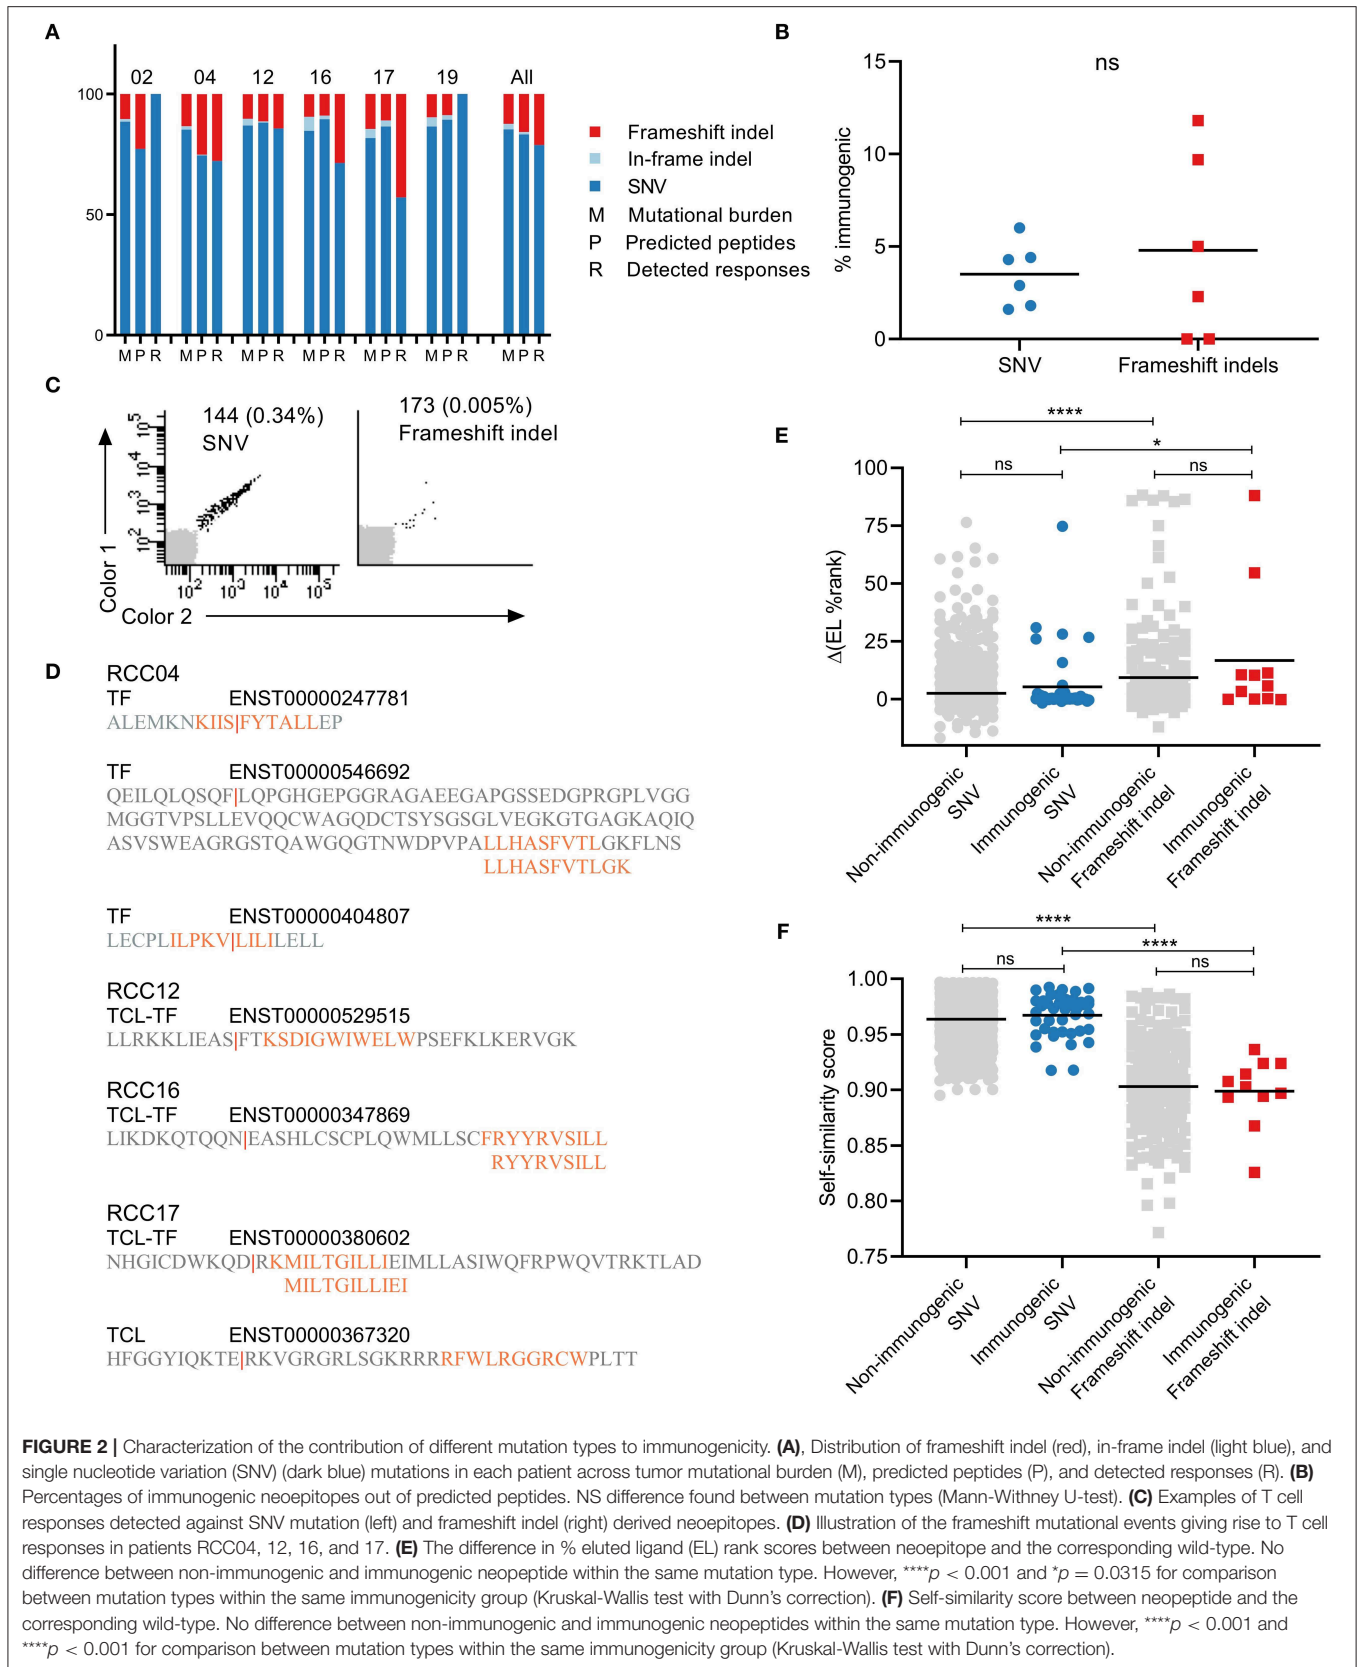 A
100
50
0
02
04
12
16
17
19
All
M P R
M P R
M P R
M P R
M P R
M P R
M P R
Frameshift indel
In-frame indel
SNV
M Mutational burden
P Predicted peptides
R Detected responses
B
ns
% immunogenic
15
10
5
0
SNV
Frameshift indels
C
144 (0.34%)
SNV
173 (0.005%)
Frameshift indel
10^5
10^4
10^3
10^2
10^2
10^3
10^4
10^5
Color 1
Color 2
D
RCC04
TF ENST00000247781
ALEMKNKIIS|FYTALLEP
TF ENST00000546692
QEILQLQSQF|LQPGHGEPGGRAGAEEGAPGSSEDGPRGPLVGG
MGGTVPSLLEVQQCWAGQDCTSYSGSGLVEGKGTGAGKAQIQ
ASVSWEAGRGSTQAWGQGTNWDPVPALLHASFVTLGKFLNS
LLHASFVTLGK
TF ENST00000404807
LECPLILPKV|LILILELL
RCC12
TCL-TF ENST00000529515
LLRKKLIEAS|FTKSDIGWIWELWPSEFKLKERVGK
RCC16
TCL-TF ENST00000347869
LIKDKQTQQN|EASHLCSCPLQWMLLSCFRYYRVSILL
RYYRVSILL
RCC17
TCL-TF ENST00000380602
NHGICDWKQD|RKMILTGILLIEIMLLASIWQFRPWQVTRKTLAD
MILTGILLIEI
TCL ENST00000367320
HFGGYIQKTE|RKVGRGRLSGKRRRRFWLRGGRCWPLTT
E
****
*
ns
ns
Δ(EL %rank)
100
75
50
25
0
Non-immunogenic
SNV
Immunogenic
SNV
Non-immunogenic
Frameshift indel
Immunogenic
Frameshift indel
F
****
****
ns
ns
Self-similarity score
1.00
0.95
0.90
0.85
0.80
0.75
Non-immunogenic
SNV
Immunogenic
SNV
Non-immunogenic
Frameshift indel
Immunogenic
Frameshift indel
FIGURE 2 | Characterization of the contribution of different mutation types to immunogenicity. (A), Distribution of frameshift indel (red), in-frame indel (light blue), and
single nucleotide variation (SNV) (dark blue) mutations in each patient across tumor mutational burden (M), predicted peptides (P), and detected responses (R). (B)
Percentages of immunogenic neoepitopes out of predicted peptides. NS difference found between mutation types (Mann-Withney U-test). (C) Examples of T cell
responses detected against SNV mutation (left) and frameshift indel (right) derived neoepitopes. (D) Illustration of the frameshift mutational events giving rise to T cell
responses in patients RCC04, 12, 16, and 17. (E) The difference in % eluted ligand (EL) rank scores between neoepitope and the corresponding wild-type. No
difference between non-immunogenic and immunogenic neopeptide within the same mutation type. However, ****p < 0.001 and *p = 0.0315 for comparison
between mutation types within the same immunogenicity group (Kruskal-Wallis test with Dunn's correction). (F) Self-similarity score between neopeptide and the
corresponding wild-type. No difference between non-immunogenic and immunogenic neopeptides within the same mutation type. However, ****p < 0.001 and
****p < 0.001 for comparison between mutation types within the same immunogenicity group (Kruskal-Wallis test with Dunn's correction).